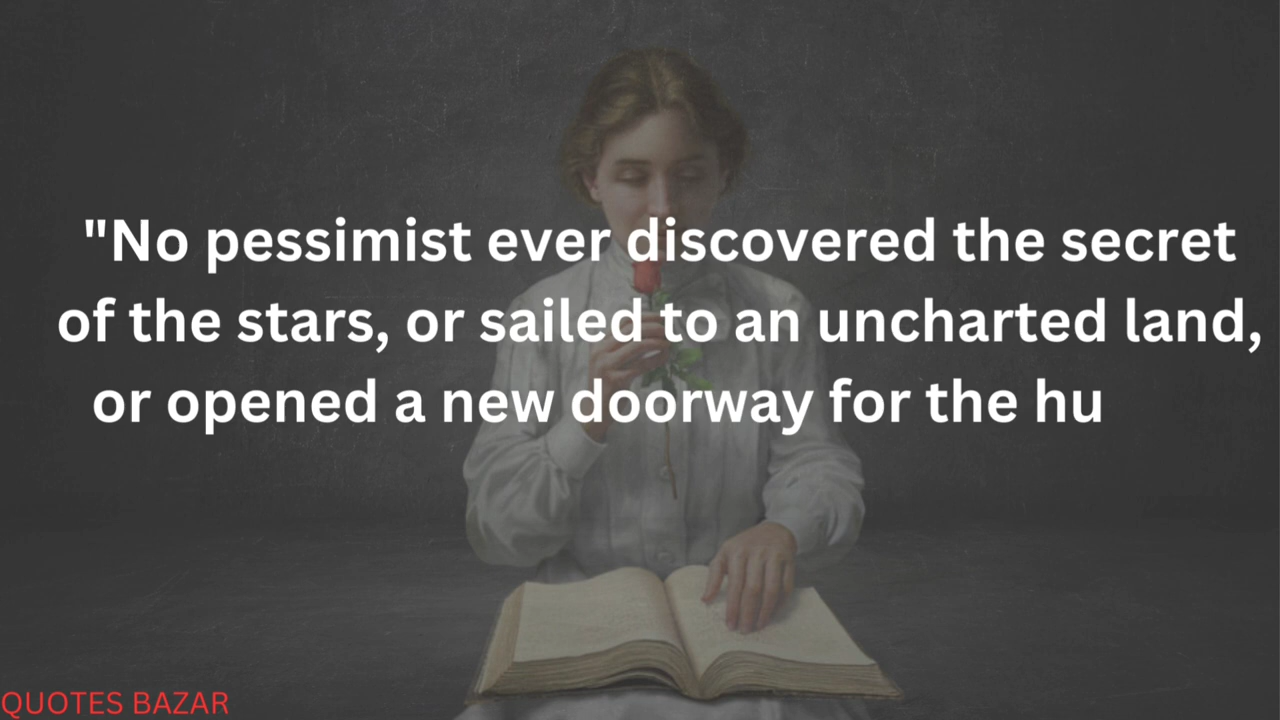 "No pessimist ever discovered the secret
of the stars, or sailed to an uncharted land,
or opened a new doorway for the hu
QUOTES BAZAR